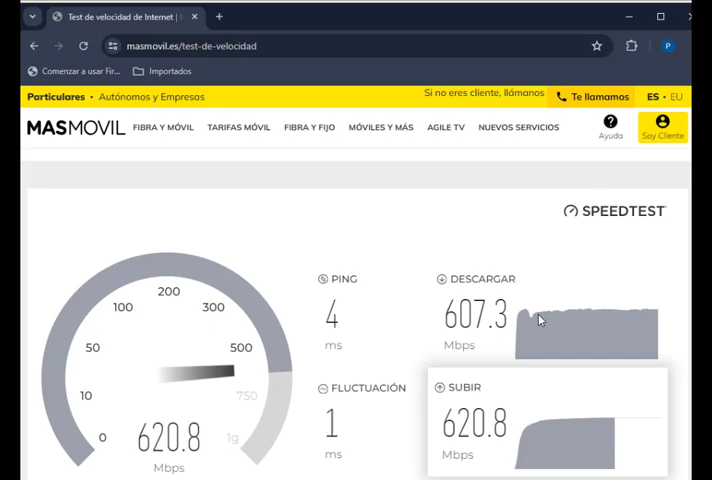 Test de velocidad de Internet |
masmovil.es/test-de-velocidad
P
Comenzar a usar Fir...
Importados
Particulares • Autónomos y Empresas
Si no eres cliente, llámanos
Te llamamos
ES • EU
MASMOVIL
FIBRA Y MÓVIL
TARIFAS MÓVIL
FIBRA Y FIJO
MÓVILES Y MÁS
AGILE TV
NUEVOS SERVICIOS
Ayuda
Soy Cliente
SPEEDTEST
PING
4
ms
DESCARGAR
607.3
Mbps
FLUCTUACIÓN
1
ms
SUBIR
620.8
Mbps
0
10
50
100
200
300
500
750
1g
620.8
Mbps